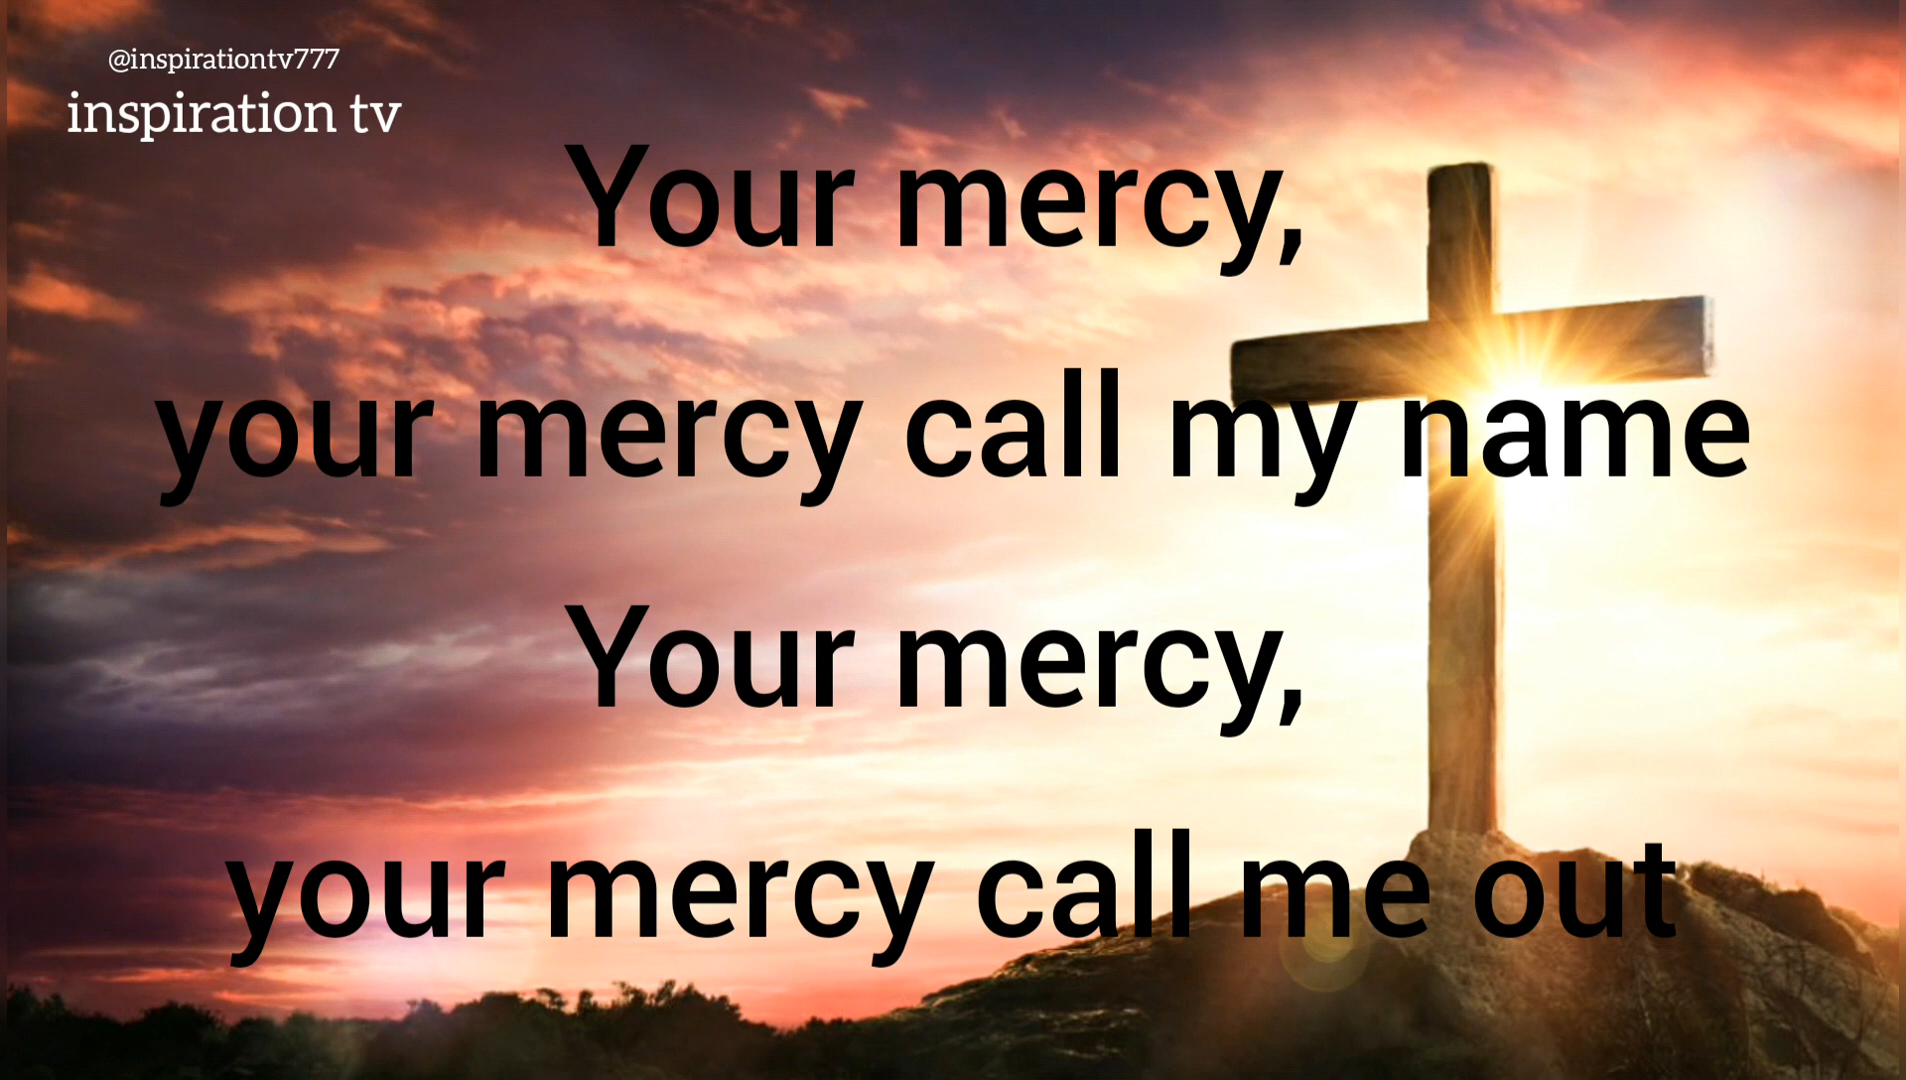 @inspirationtv777
inspiration tv
Your mercy,
your mercy call my name
Your mercy,
your mercy call me out